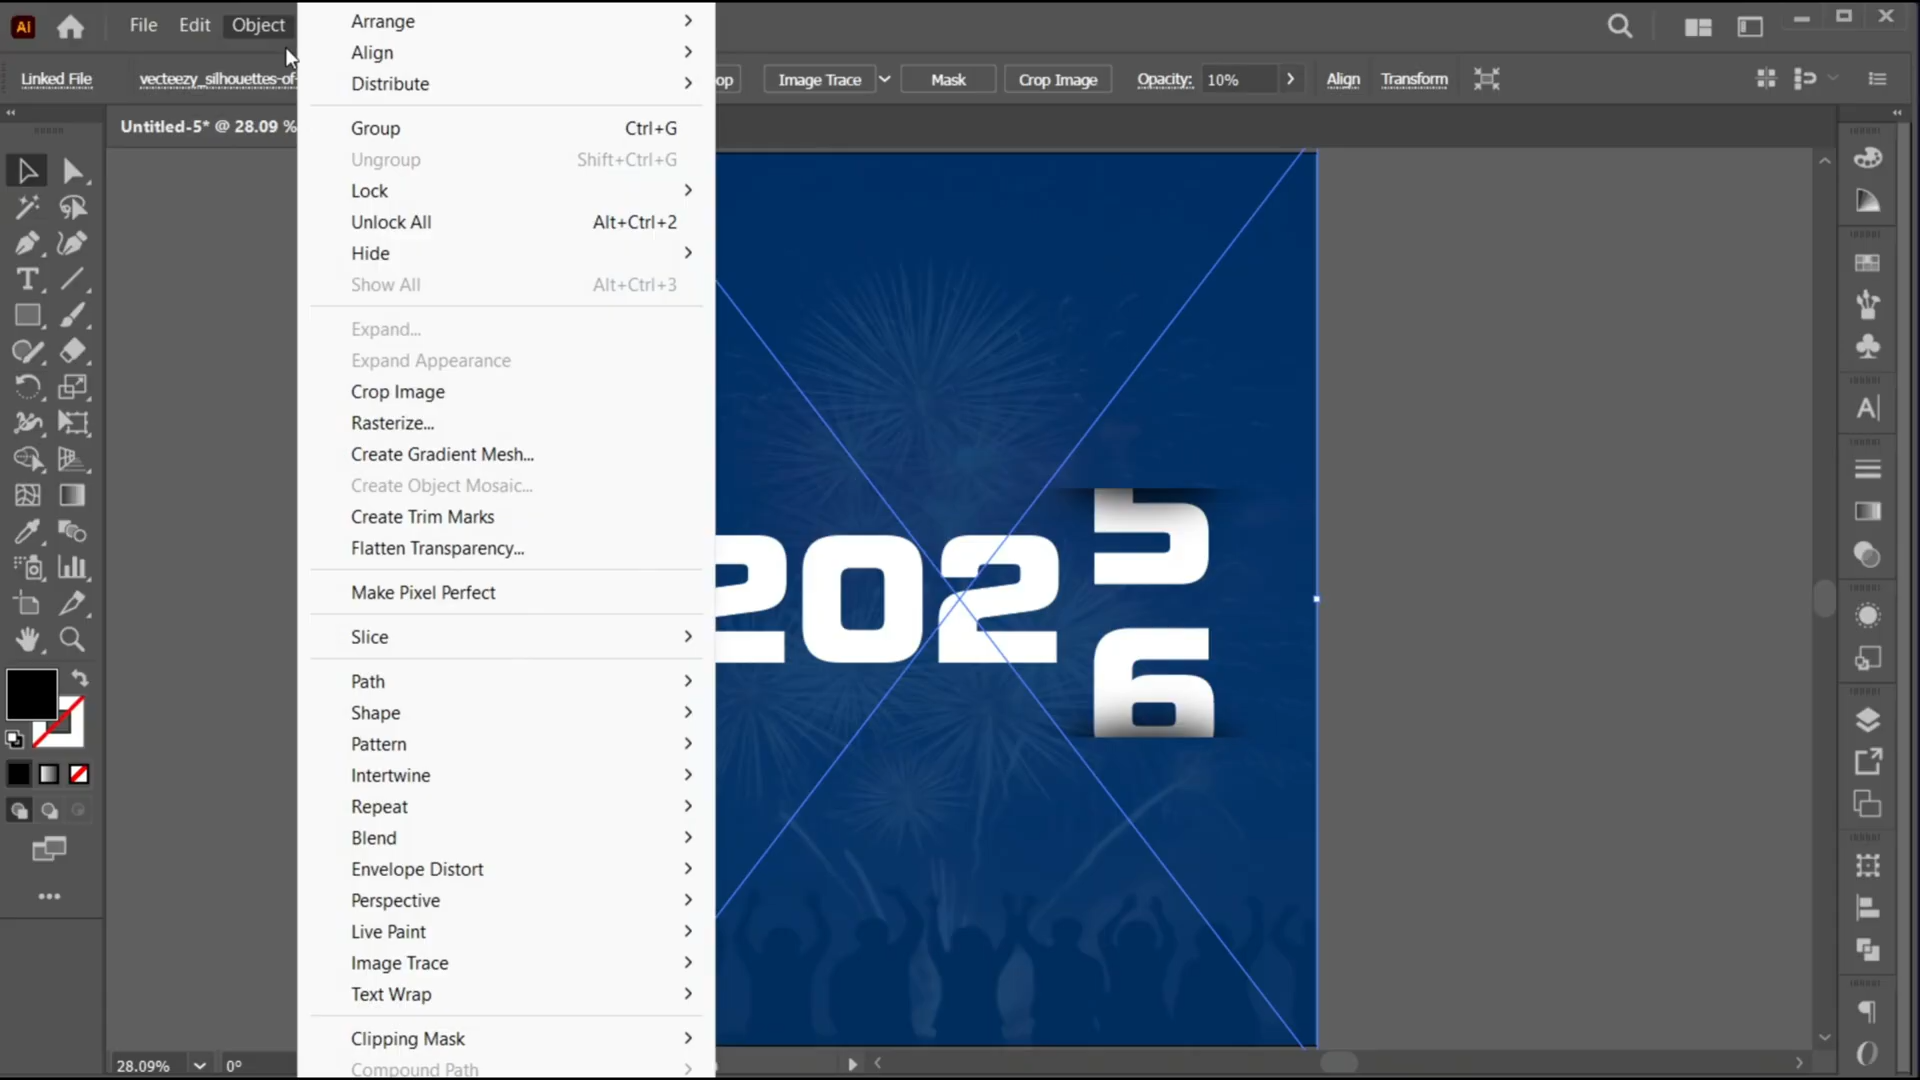 Ai
File Edit Object
Linked File
vecteezy_silhouettes-of-
Image Trace
Mask
Crop Image
Opacity:
10%
Align
Transform
Untitled-5* @ 28.09 %
Arrange
Align
Distribute
Group Ctrl+G
Ungroup Shift+Ctrl+G
Lock
Unlock All Alt+Ctrl+2
Hide
Show All Alt+Ctrl+3
Expand...
Expand Appearance
Crop Image
Rasterize...
Create Gradient Mesh...
Create Object Mosaic...
Create Trim Marks
Flatten Transparency...
Make Pixel Perfect
Slice
Path
Shape
Pattern
Intertwine
Repeat
Blend
Envelope Distort
Perspective
Live Paint
Image Trace
Text Wrap
Clipping Mask
Compound Path
5
202
6
28.09%
0°